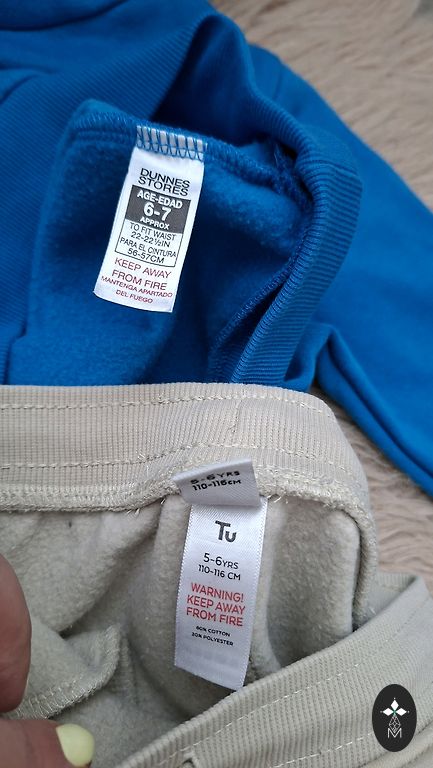 DUNNES
STORES
AGE-EDAD
6-7
APPROX
TO FIT WAIST
22-22½IN
PARA EL CINTURA
56-57CM
KEEP AWAY
FROM FIRE
MANTENGA APARTADO
DEL FUEGO
5-6YRS
110-116CM
Tu
5-6YRS
110-116 CM
WARNING!
KEEP AWAY
FROM FIRE
80% COTTON
20% POLYESTER